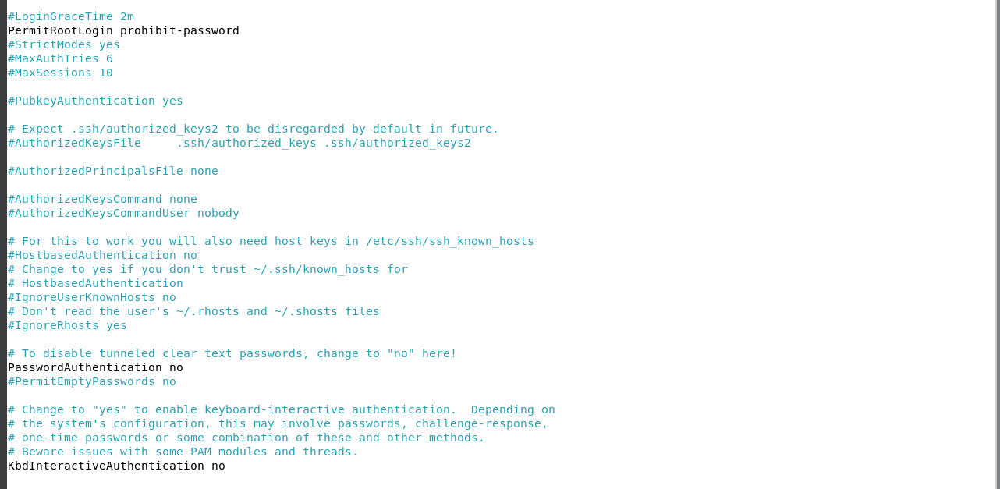 #LoginGraceTime 2m
PermitRootLogin prohibit-password
#StrictModes yes
#MaxAuthTries 6
#MaxSessions 10

#PubkeyAuthentication yes

# Expect .ssh/authorized_keys2 to be disregarded by default in future.
#AuthorizedKeysFile     .ssh/authorized_keys .ssh/authorized_keys2

#AuthorizedPrincipalsFile none

#AuthorizedKeysCommand none
#AuthorizedKeysCommandUser nobody

# For this to work you will also need host keys in /etc/ssh/ssh_known_hosts
#HostbasedAuthentication no
# Change to yes if you don't trust ~/.ssh/known_hosts for
# HostbasedAuthentication
#IgnoreUserKnownHosts no
# Don't read the user's ~/.rhosts and ~/.shosts files
#IgnoreRhosts yes

# To disable tunneled clear text passwords, change to "no" here!
PasswordAuthentication no
#PermitEmptyPasswords no

# Change to "yes" to enable keyboard-interactive authentication.  Depending on
# the system's configuration, this may involve passwords, challenge-response,
# one-time passwords or some combination of these and other methods.
# Beware issues with some PAM modules and threads.
KbdInteractiveAuthentication no